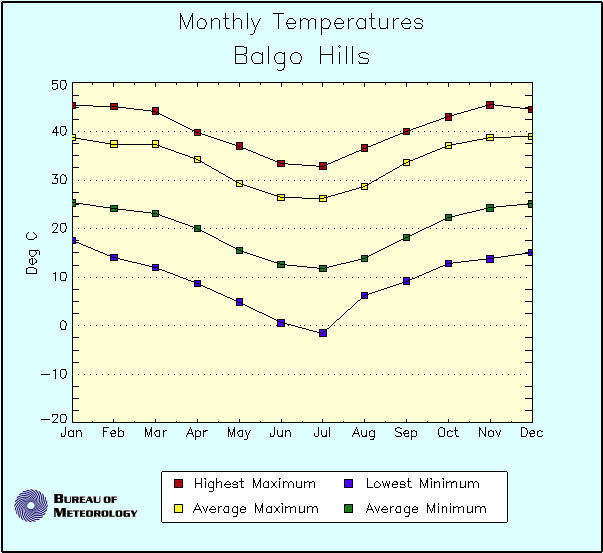 Monthly Temperatures
Balgo Hills
50
40
30
20
10
0
−10
−20
Deg C
Jan Feb Mar Apr May Jun Jul Aug Sep Oct Nov Dec
Highest Maximum Lowest Minimum
Average Maximum Average Minimum
BUREAU OF
METEOROLOGY